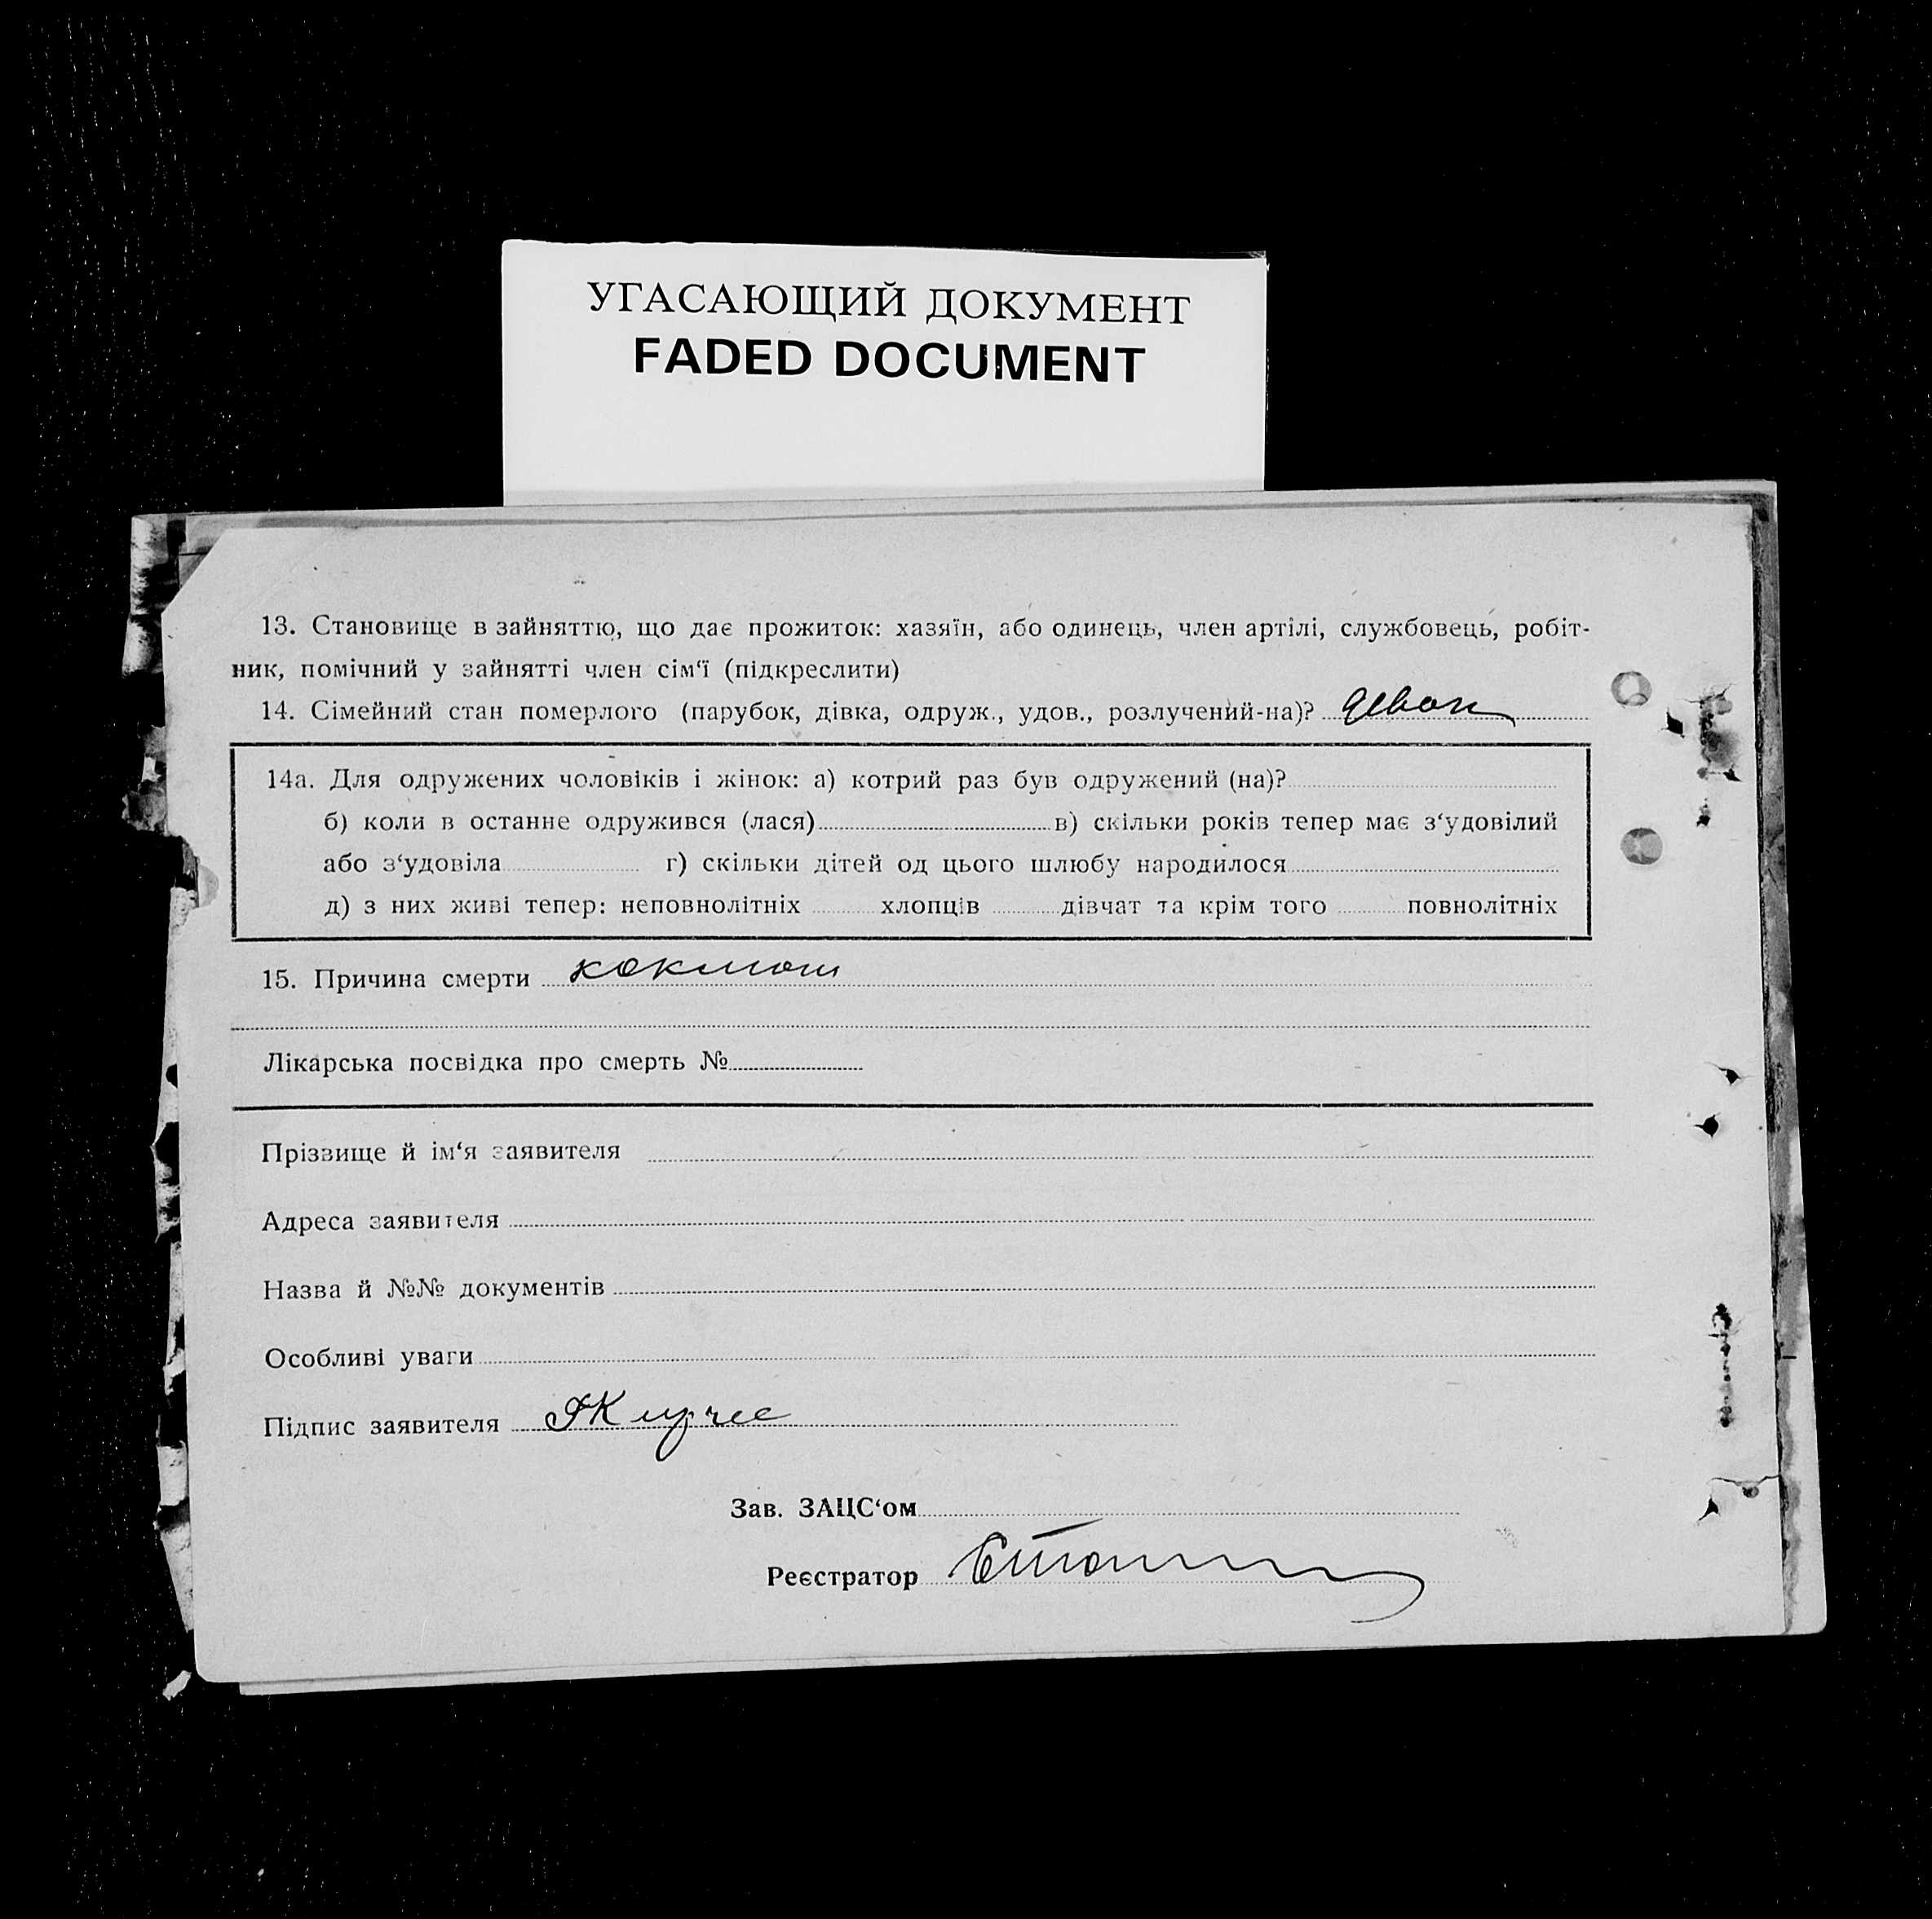 УГАСАЮЩИЙ ДОКУМЕНТ
FADED DOCUMENT
13. Становище в зайняттю, що дає прожиток: хазяїн, або одинець, член артілі, службовець, робіт-
ник, помічний у зайнятті член сім‘ї (підкреслити)
14. Сімейний стан померлого (парубок, дівка, одруж., удов., розлучений-на)?
14а. Для одружених чоловіків і жінок: а) котрий раз був одружений (на)?
б) коли в останне одружився (лася) в) скільки років тепер має з‘удовілий
або з‘удовіла г) скільки дітей од цього шлюбу народилося
д) з них живі тепер: неповнолітніх хлопців дівчат та крім того повнолітніх
15. Причина смерти коклюш
Лікарська посвідка про смерть №
Прізвище й ім‘я заявителя
Адреса заявителя
Назва й №№ документів
Особливі уваги
Підпис заявителя
Зав. ЗАЦС‘ом
Реєстратор